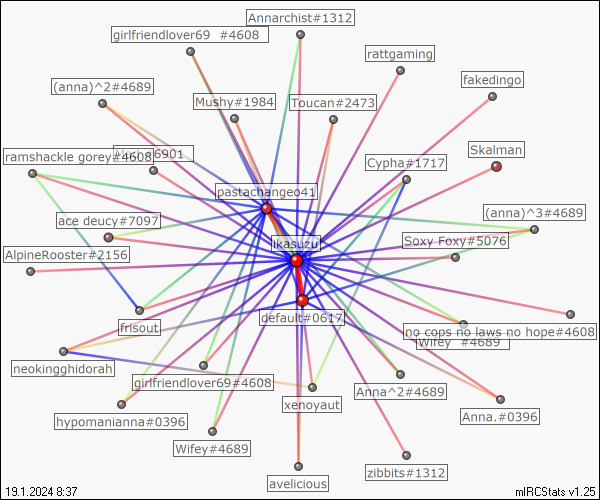 Annarchist#1312
girlfriendlover69 #4608
rattgaming
(anna)^2#4689
fakedingo
Mushy#1984
Toucan#2473
Skalman
ramshackle gorey#4608
6901
Cypha#1717
pastachangeo41
(anna)^3#4689
ace deucy#7097
Ikasuzu
Soxy Foxy#5076
AlpineRooster#2156
default#0617
frisout
no cops no laws no hope#4608
Wifey #4689
neokingghidorah
girlfriendlover69#4608
Anna^2#4689
xenoyaut
Anna.#0396
hypomanianna#0396
Wifey#4689
zibbits#1312
avelicious
19.1.2024 8:37
mIRCStats v1.25